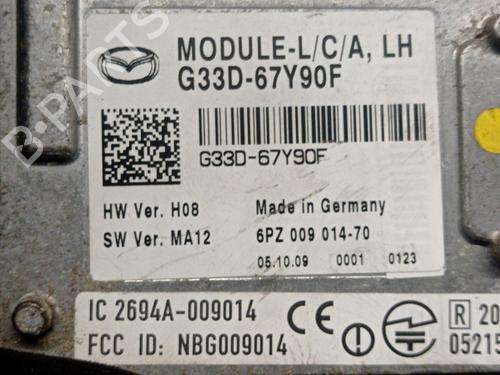 MODULE-L/C/A, LH
G33D-67Y90F
G33D-67Y90F
HW Ver. H08 Made in Germany
SW Ver. MA12 6PZ 009 014-70
05.10.09 0001 0123
IC 2694A-009014 CE R 20
FCC ID: NBG009014 05215
B-PARTS